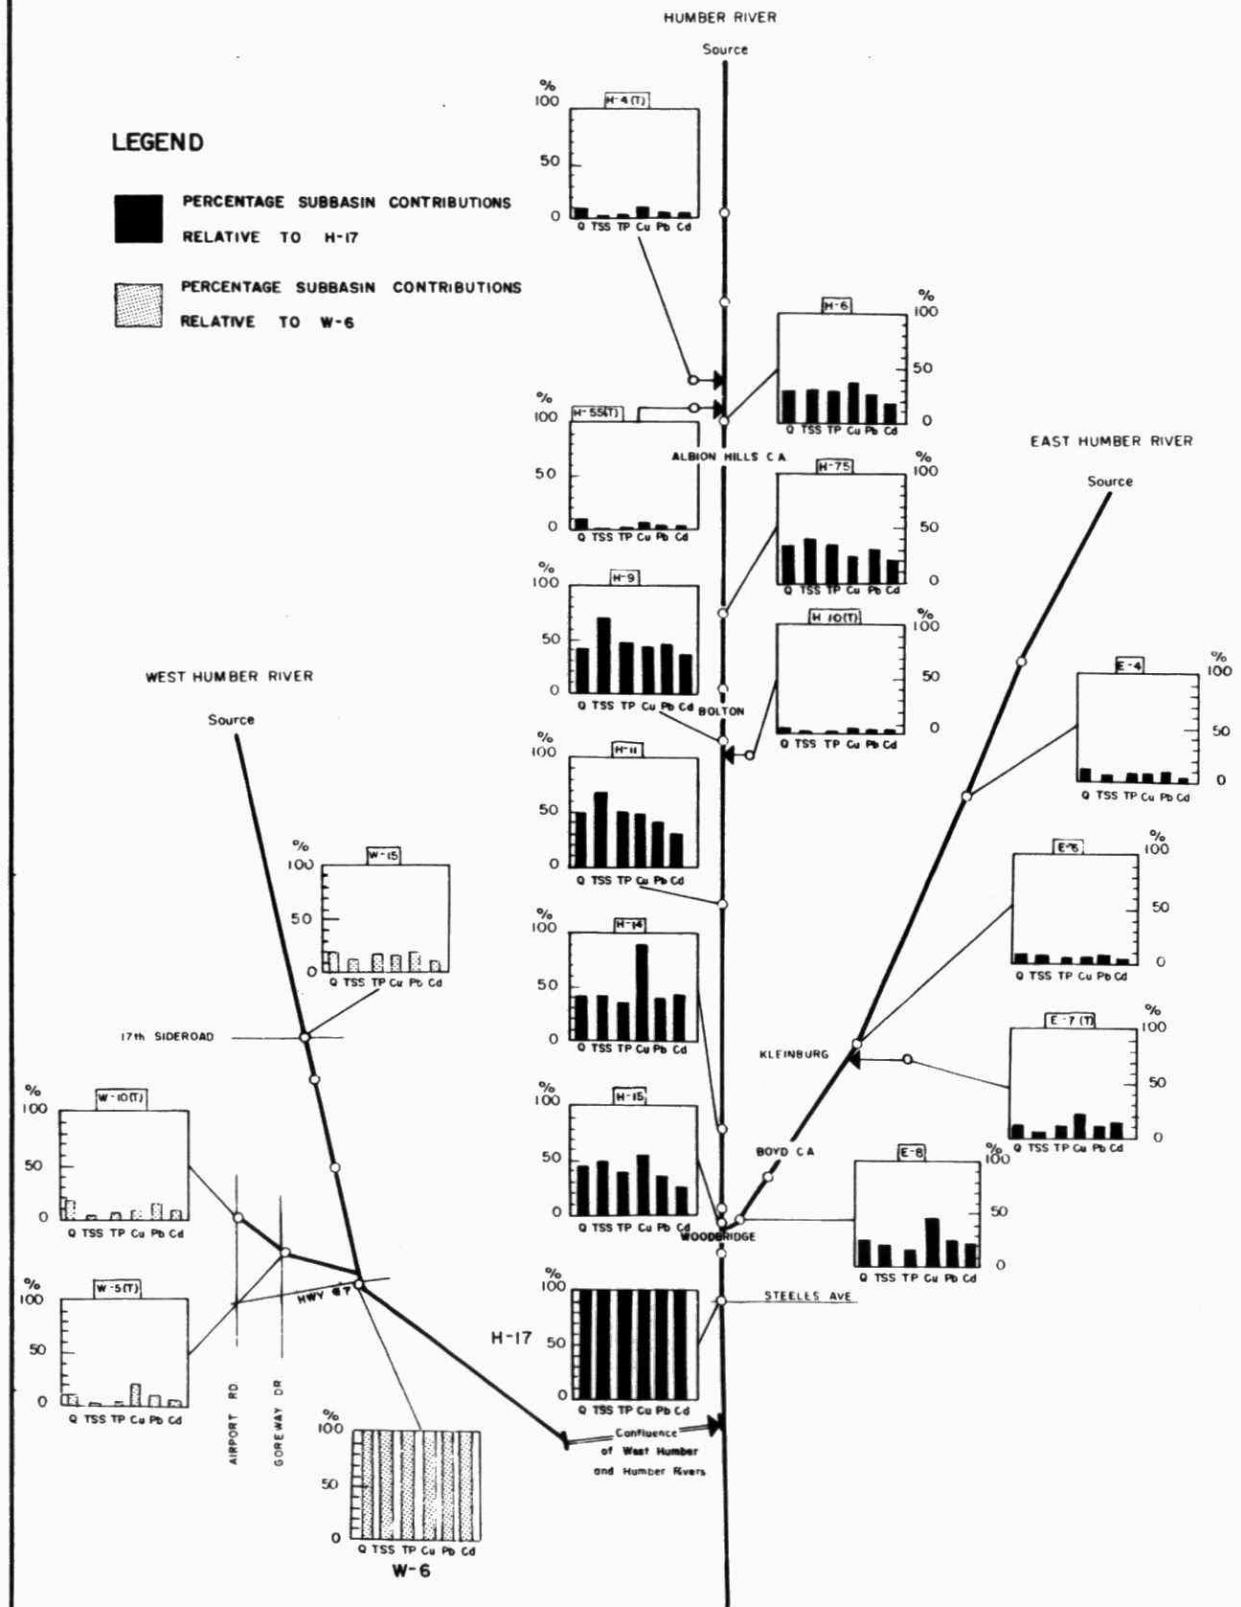 HUMBER RIVER
Source
LEGEND
PERCENTAGE SUBBASIN CONTRIBUTIONS
RELATIVE TO H-17
PERCENTAGE SUBBASIN CONTRIBUTIONS
RELATIVE TO W-6
%
100
H-4(T)
50
0
Q TSS TP Cu Pb Cd
H-6
%
100
50
0
Q TSS TP Cu Pb Cd
%
100
H-55(T)
50
0
Q TSS TP Cu Pb Cd
ALBION HILLS C A
EAST HUMBER RIVER
Source
H-75
%
100
50
0
Q TSS TP Cu Pb Cd
%
100
H-9
50
0
Q TSS TP Cu Pb Cd
BOLTON
H 10(T)
%
100
50
0
Q TSS TP Cu Pb Cd
WEST HUMBER RIVER
Source
E-4
%
100
50
0
Q TSS TP Cu Pb Cd
%
100
H-11
50
0
Q TSS TP Cu Pb Cd
%
100
W-15
50
0
Q TSS TP Cu Pb Cd
%
100
50
0
Q TSS TP Cu Pb Cd
%
100
H-14
50
0
Q TSS TP Cu Pb Cd
17th SIDEROAD
KLEINBURG
E-7(T)
%
100
50
0
Q TSS TP Cu Pb Cd
%
100
W-10(T)
50
0
Q TSS TP Cu Pb Cd
%
100
H-15
50
0
Q TSS TP Cu Pb Cd
BOYD C A
E-8
%
100
50
0
Q TSS TP Cu Pb Cd
WOODBRIDGE
%
100
W-5(T)
50
0
Q TSS TP Cu Pb Cd
HWY #7
AIRPORT RD
GOREWAY DR
%
100
H-17
50
0
Q TSS TP Cu Pb Cd
STEELES AVE
Confluence
of West Humber
and Humber Rivers
%
100
50
0
Q TSS TP Cu Pb Cd
W-6